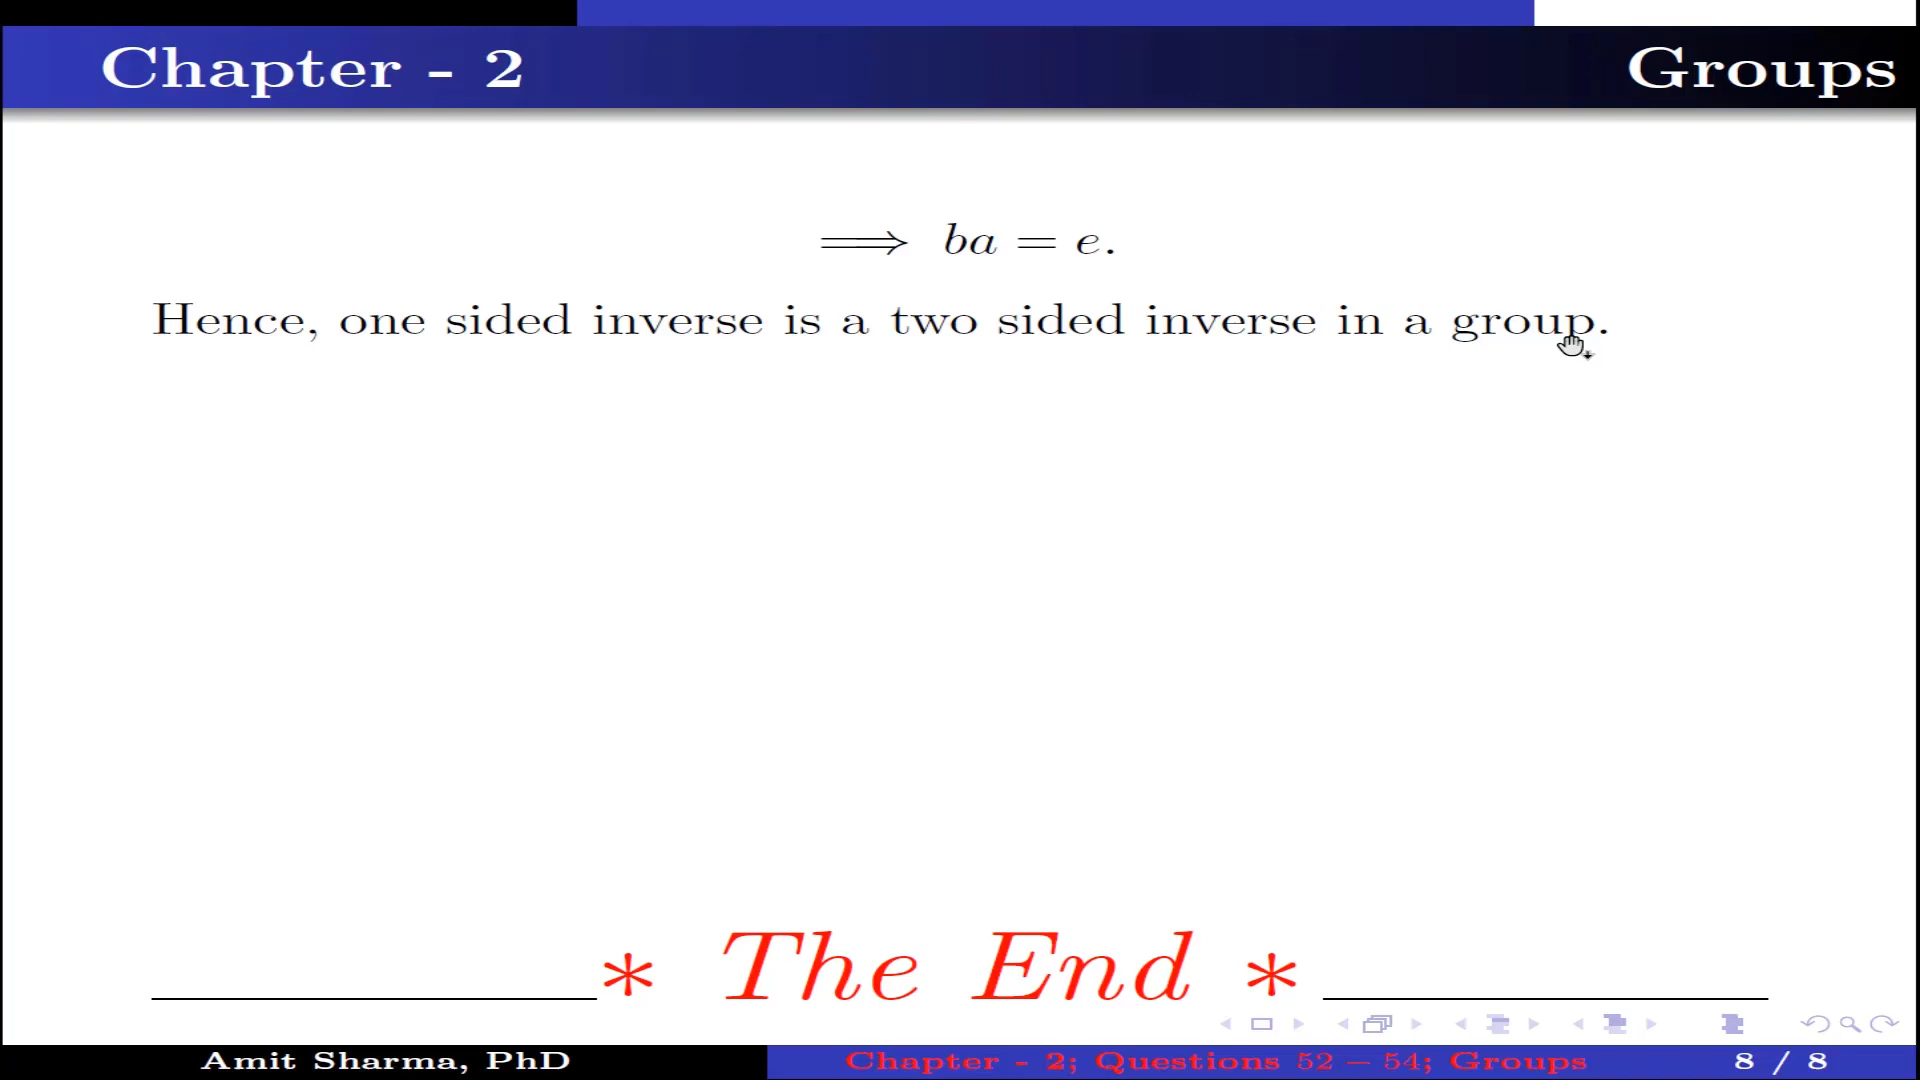 Chapter - 2 Groups
⟹ ba = e.
Hence, one sided inverse is a two sided inverse in a group.
* The End *
Amit Sharma, PhD Chapter - 2; Questions 52 – 54; Groups 8 / 8